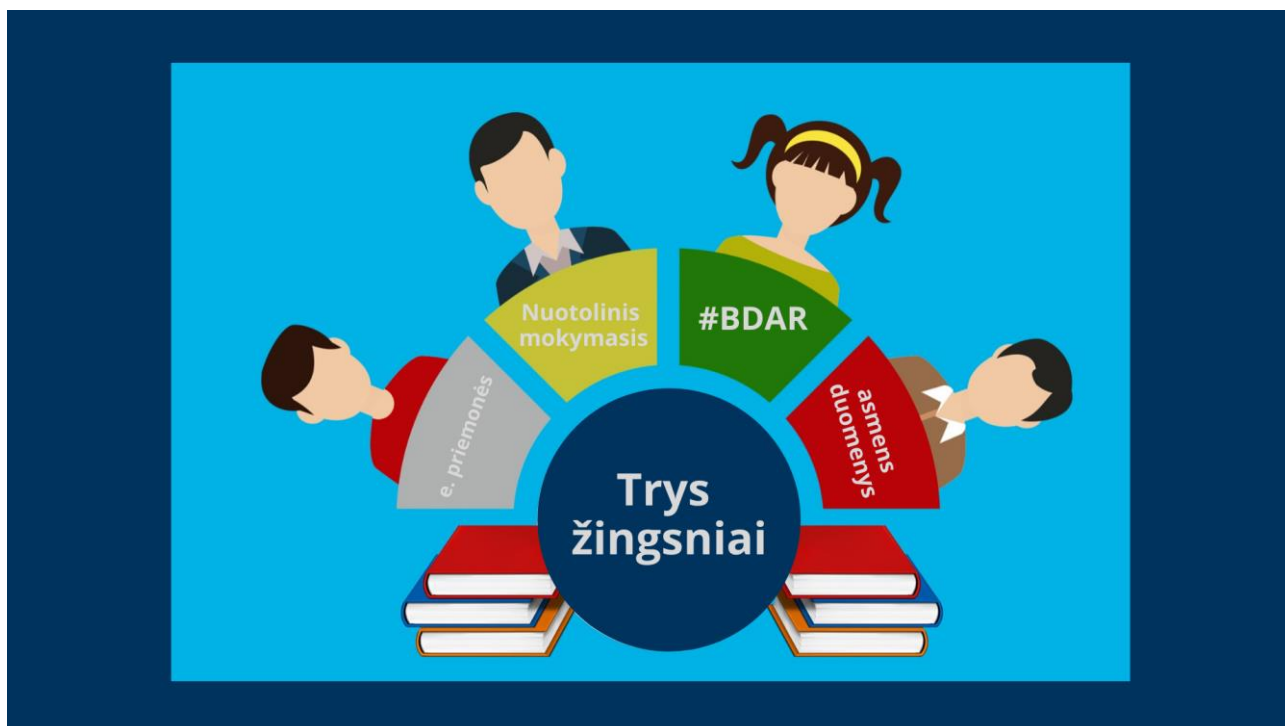 e. priemonės
Nuotolinis
mokymasis
#BDAR
asmens
duomenys
Trys
žingsniai